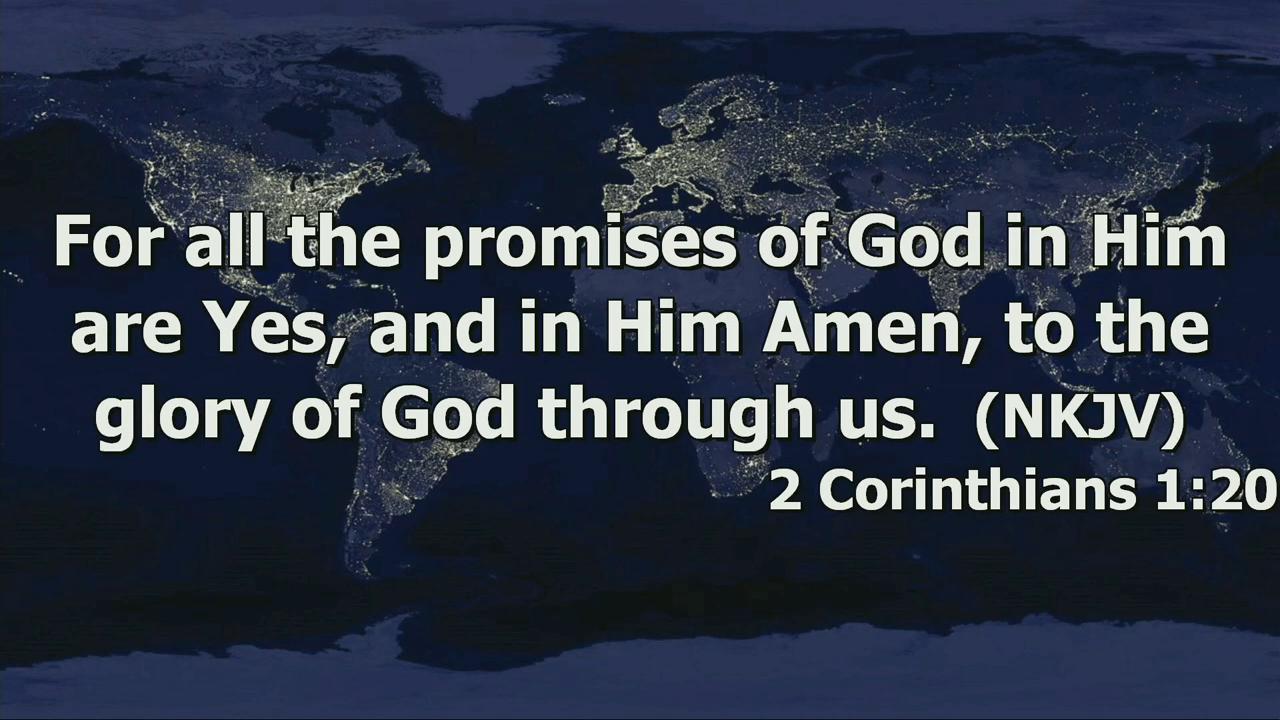 For all the promises of God in Him
are Yes, and in Him Amen, to the
glory of God through us.  (NKJV)
2 Corinthians 1:20